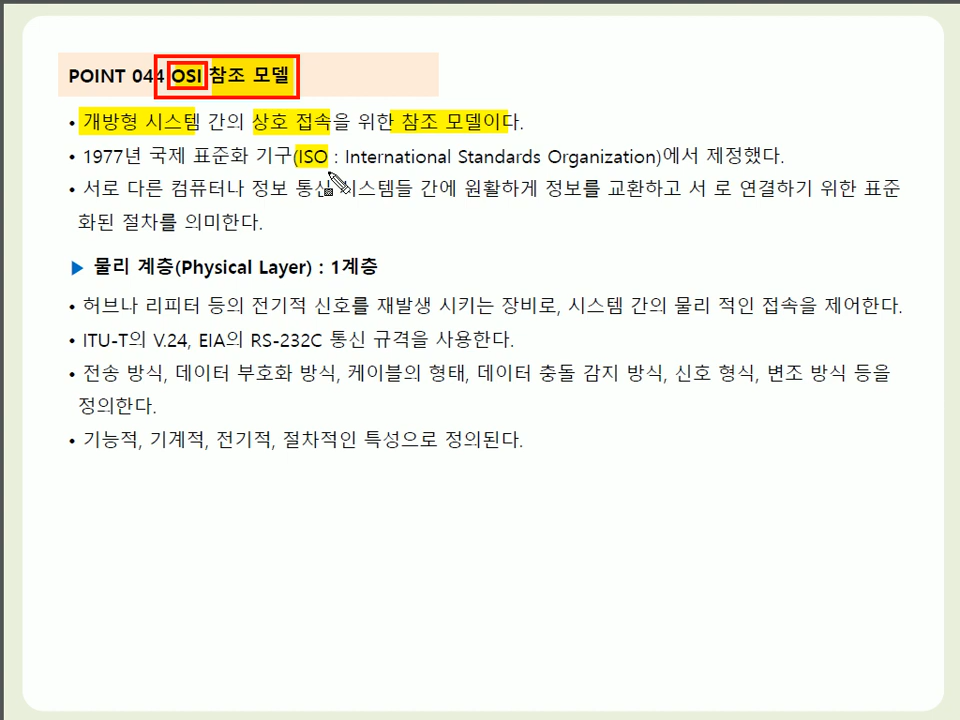 POINT 044 OSI 참조 모델
• 개방형 시스템 간의 상호 접속을 위한 참조 모델이다.
• 1977년 국제 표준화 기구(ISO : International Standards Organization)에서 제정했다.
• 서로 다른 컴퓨터나 정보 통신 시스템들 간에 원활하게 정보를 교환하고 서 로 연결하기 위한 표준
화된 절차를 의미한다.
▶ 물리 계층(Physical Layer) : 1계층
• 허브나 리피터 등의 전기적 신호를 재발생 시키는 장비로, 시스템 간의 물리 적인 접속을 제어한다.
• ITU-T의 V.24, EIA의 RS-232C 통신 규격을 사용한다.
• 전송 방식, 데이터 부호화 방식, 케이블의 형태, 데이터 충돌 감지 방식, 신호 형식, 변조 방식 등을
정의한다.
• 기능적, 기계적, 전기적, 절차적인 특성으로 정의된다.